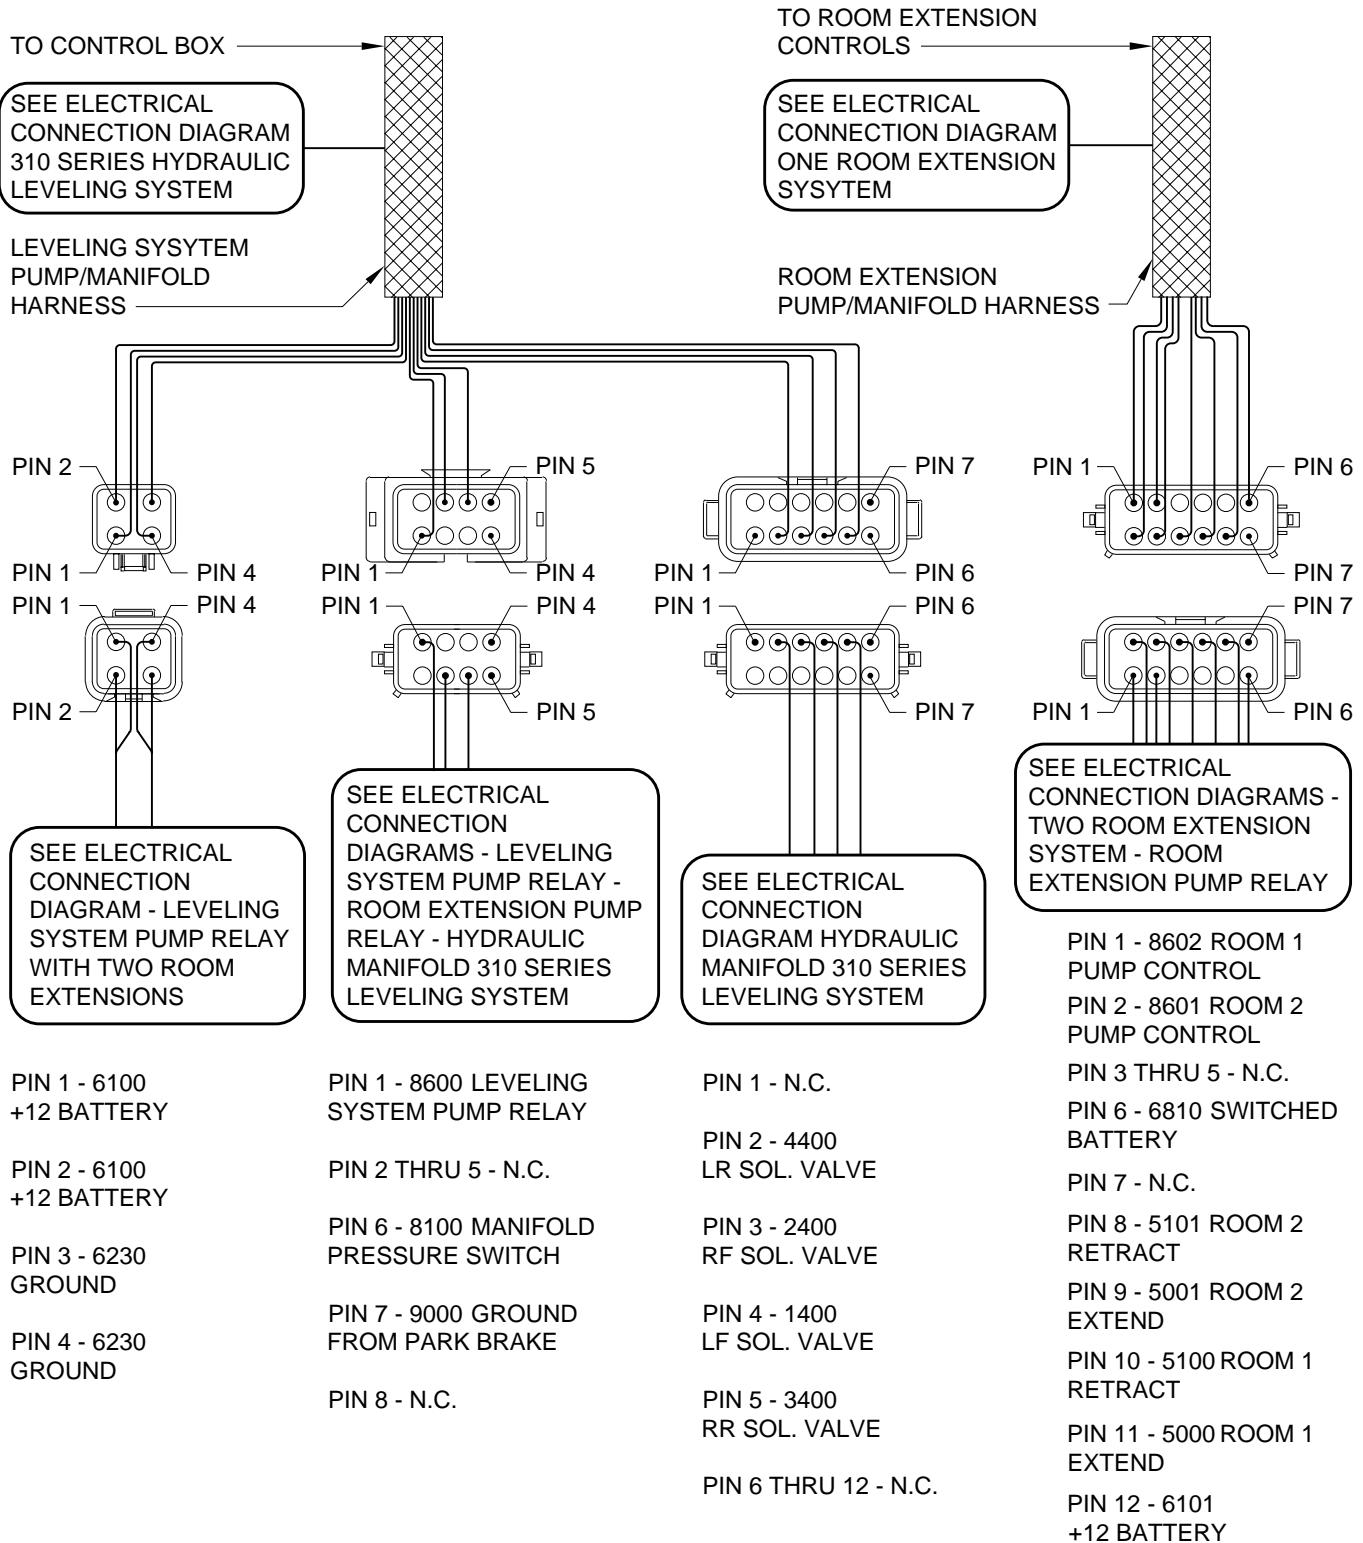 TO CONTROL BOX
SEE ELECTRICAL
CONNECTION DIAGRAM
310 SERIES HYDRAULIC
LEVELING SYSTEM
LEVELING SYSYTEM
PUMP/MANIFOLD
HARNESS
TO ROOM EXTENSION
CONTROLS
SEE ELECTRICAL
CONNECTION DIAGRAM
ONE ROOM EXTENSION
SYSYTEM
ROOM EXTENSION
PUMP/MANIFOLD HARNESS
PIN 2
PIN 1
PIN 4
PIN 1
PIN 4
PIN 2
PIN 5
PIN 1
PIN 4
PIN 1
PIN 4
PIN 5
PIN 7
PIN 1
PIN 6
PIN 1
PIN 6
PIN 7
PIN 1
PIN 6
PIN 7
PIN 7
PIN 1
PIN 6
SEE ELECTRICAL
CONNECTION
DIAGRAM - LEVELING
SYSTEM PUMP RELAY
WITH TWO ROOM
EXTENSIONS
SEE ELECTRICAL
CONNECTION
DIAGRAMS - LEVELING
SYSTEM PUMP RELAY -
ROOM EXTENSION PUMP
RELAY - HYDRAULIC
MANIFOLD 310 SERIES
LEVELING SYSTEM
SEE ELECTRICAL
CONNECTION
DIAGRAM HYDRAULIC
MANIFOLD 310 SERIES
LEVELING SYSTEM
SEE ELECTRICAL
CONNECTION DIAGRAMS -
TWO ROOM EXTENSION
SYSTEM - ROOM
EXTENSION PUMP RELAY
PIN 1 - 6100
+12 BATTERY
PIN 2 - 6100
+12 BATTERY
PIN 3 - 6230
GROUND
PIN 4 - 6230
GROUND
PIN 1 - 8600 LEVELING
SYSTEM PUMP RELAY
PIN 2 THRU 5 - N.C.
PIN 6 - 8100 MANIFOLD
PRESSURE SWITCH
PIN 7 - 9000 GROUND
FROM PARK BRAKE
PIN 8 - N.C.
PIN 1 - N.C.
PIN 2 - 4400
LR SOL. VALVE
PIN 3 - 2400
RF SOL. VALVE
PIN 4 - 1400
LF SOL. VALVE
PIN 5 - 3400
RR SOL. VALVE
PIN 6 THRU 12 - N.C.
PIN 1 - 8602 ROOM 1
PUMP CONTROL
PIN 2 - 8601 ROOM 2
PUMP CONTROL
PIN 3 THRU 5 - N.C.
PIN 6 - 6810 SWITCHED
BATTERY
PIN 7 - N.C.
PIN 8 - 5101 ROOM 2
RETRACT
PIN 9 - 5001 ROOM 2
EXTEND
PIN 10 - 5100 ROOM 1
RETRACT
PIN 11 - 5000 ROOM 1
EXTEND
PIN 12 - 6101
+12 BATTERY